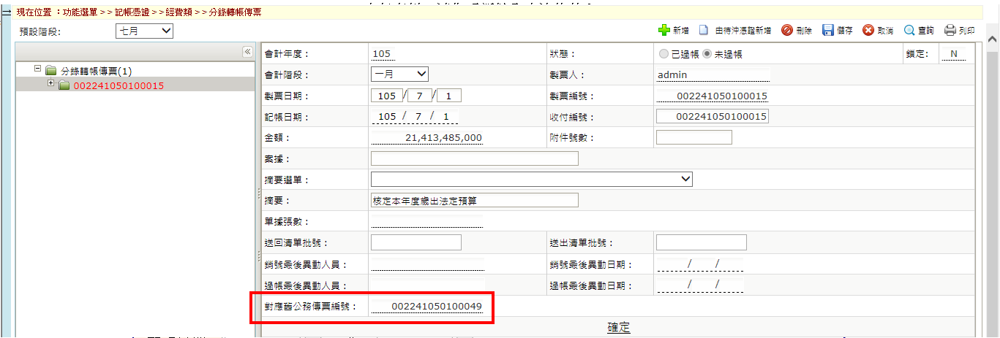 現在位置 ：功能選單>>記帳憑證>>經費類>>分錄轉帳傳票
預設階段: 七月
新增 由待沖憑證新增 刪除 儲存 取消 查詢 列印
分錄轉帳傳票(1)
002241050100015
會計年度： 105 狀態： 已過帳 未過帳 鎖定: N
會計階段： 一月 製票人： admin
製票日期： 105 / 7 / 1 製票編號： 002241050100015
記帳日期： 105 / 7 / 1 收付編號： 002241050100015
金額： 21,413,485,000 附件號數：
案據：
摘要選單：
摘要： 核定本年度歲出法定預算
單據張數：
送回清單批號： 送出清單批號：
銷號最後異動人員： 銷號最後異動日期： / /
過帳最後異動人員： 過帳最後異動日期： / /
對應舊公務傳票編號： 002241050100049
確定